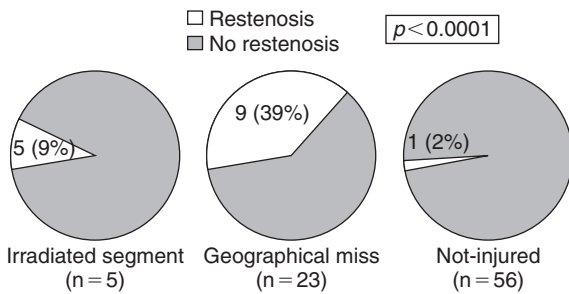 Restenosis
No restenosis
p<0.0001
5 (9%)
9 (39%)
1 (2%)
Irradiated segment
(n=5)
Geographical miss
(n=23)
Not-injured
(n=56)